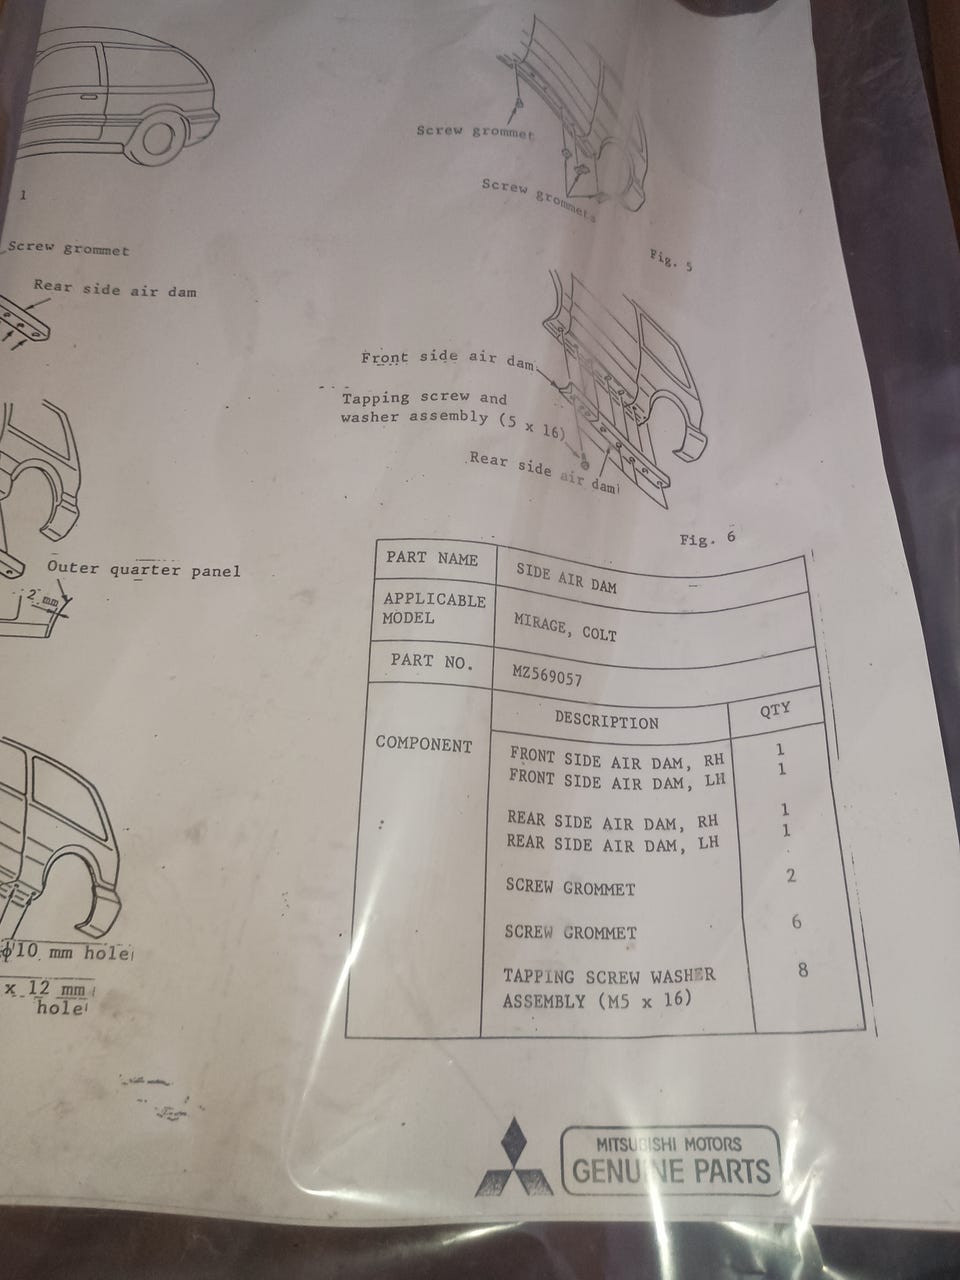 1
Screw grommet
Rear side air dam
Outer quarter panel
2 mm
ϕ10 mm hole
x 12 mm
hole
Screw grommet
Screw grommets
Fig. 5
Front side air dam
Tapping screw and
washer assembly (5 x 16)
Rear side air dam
Fig. 6
PART NAME SIDE AIR DAM
APPLICABLE
MODEL MIRAGE, COLT
PART NO. MZ569057
COMPONENT DESCRIPTION QTY
FRONT SIDE AIR DAM, RH 1
FRONT SIDE AIR DAM, LH 1
REAR SIDE AIR DAM, RH 1
REAR SIDE AIR DAM, LH 1
SCREW GROMMET 2
SCREW GROMMET 6
TAPPING SCREW WASHER 8
ASSEMBLY (M5 x 16)
MITSUBISHI MOTORS
GENUINE PARTS